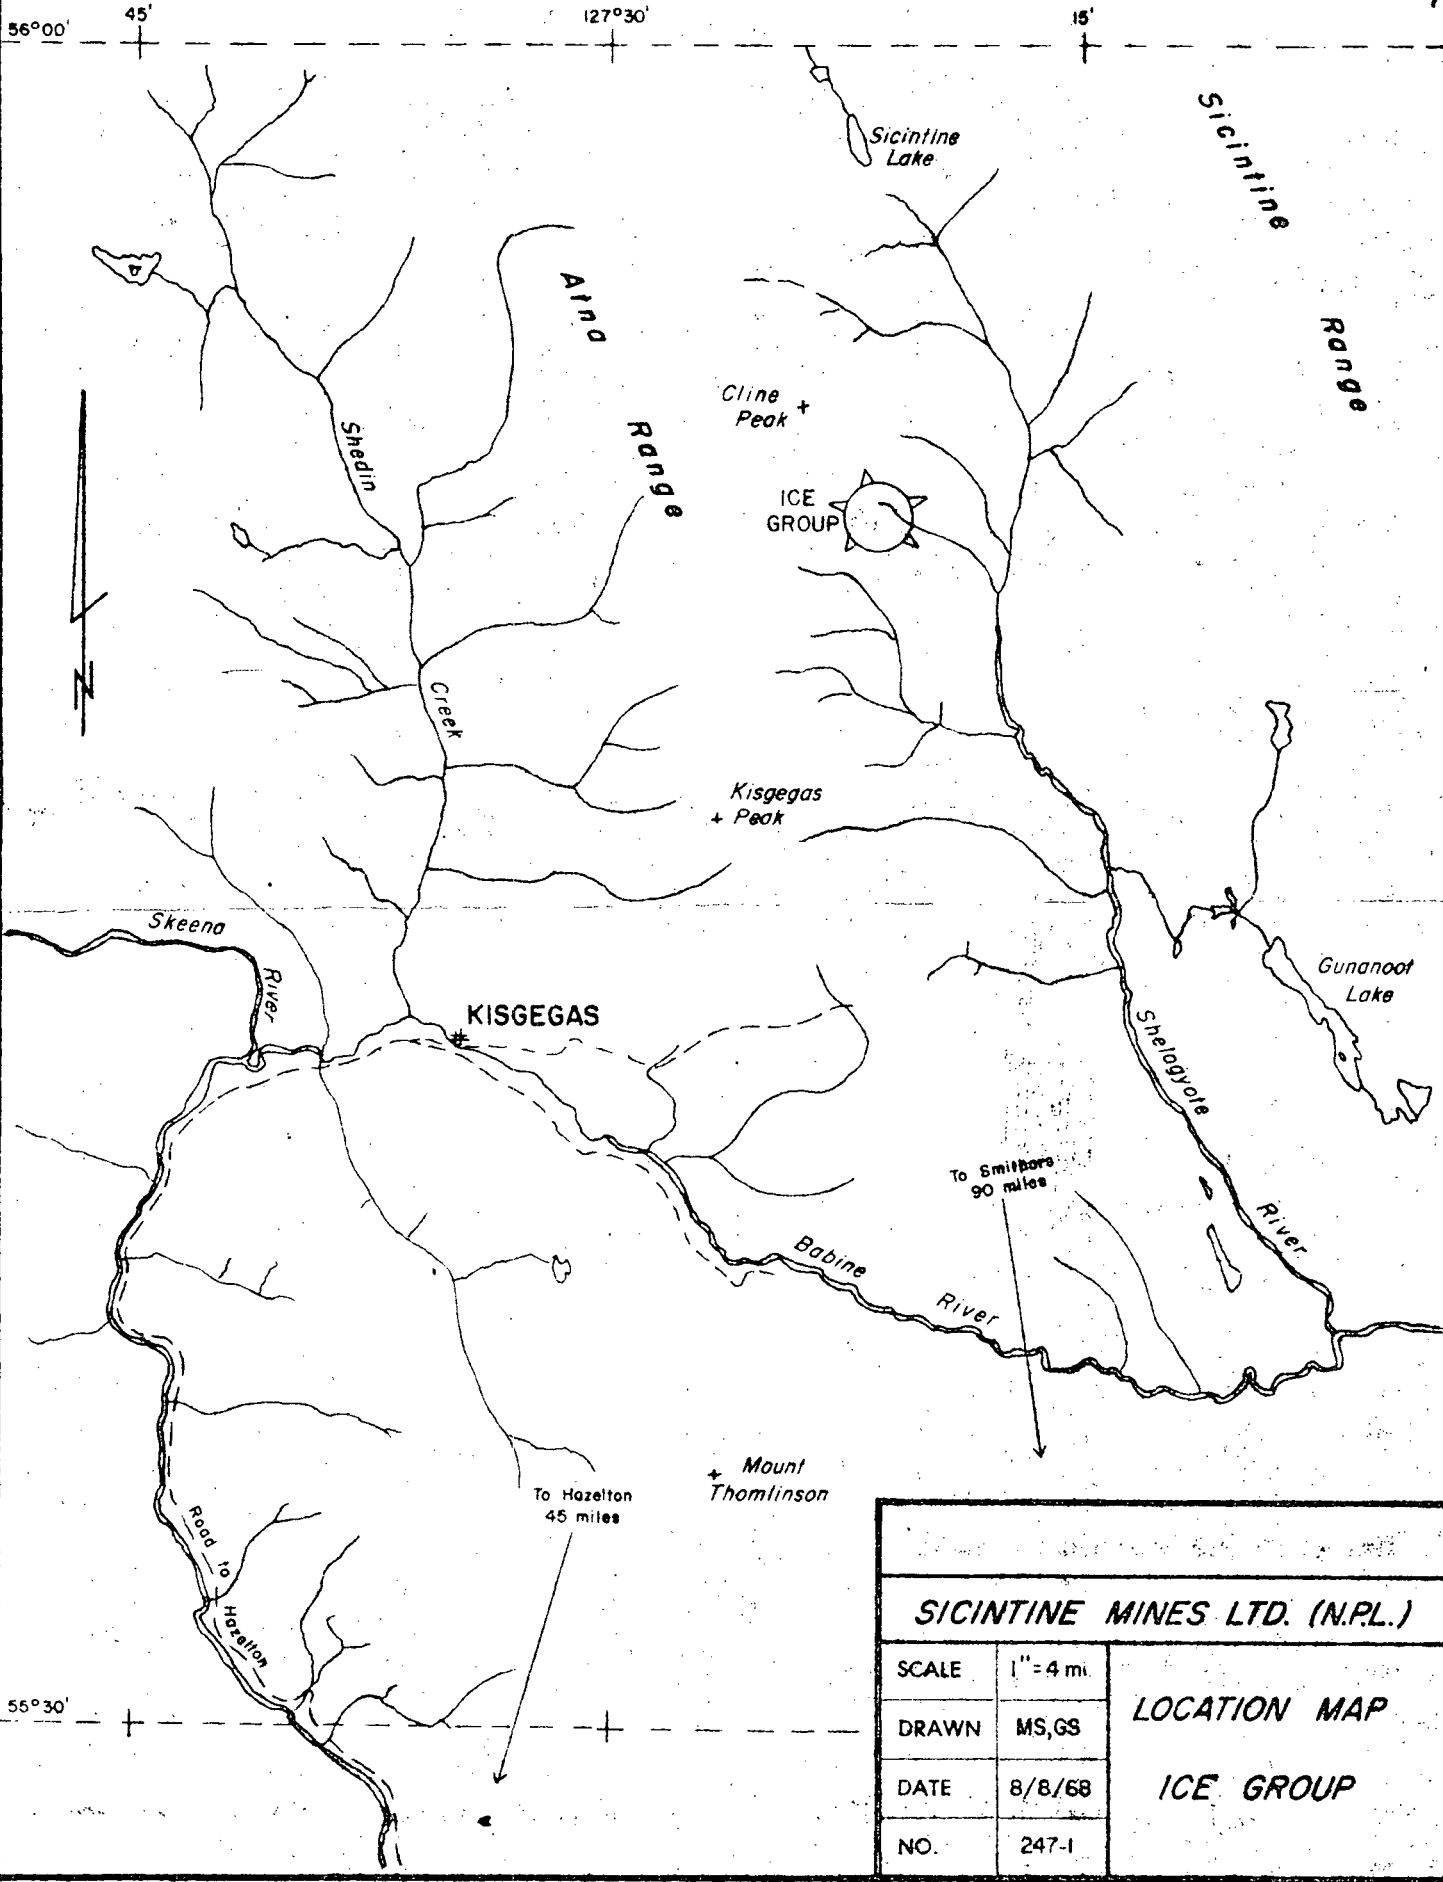 56°00'
45'
127°30'
15'
Sicintine
Lake
Sicintine
Range
Atna
Range
Cline
Peak
Shedin
Creek
ICE
GROUP
N
Kisgegas
Peak
Skeena
River
KISGEGAS
Gunanoot
Lake
Shelagyote
River
To Smithers
90 miles
Babine
River
To Hazelton
45 miles
Mount
Thomlinson
Road to
Hazelton
55°30'
SICINTINE MINES LTD. (N.P.L.)
SCALE 1"=4 mi.
DRAWN MS,GS
DATE 8/8/68
NO. 247-1
LOCATION MAP
ICE GROUP